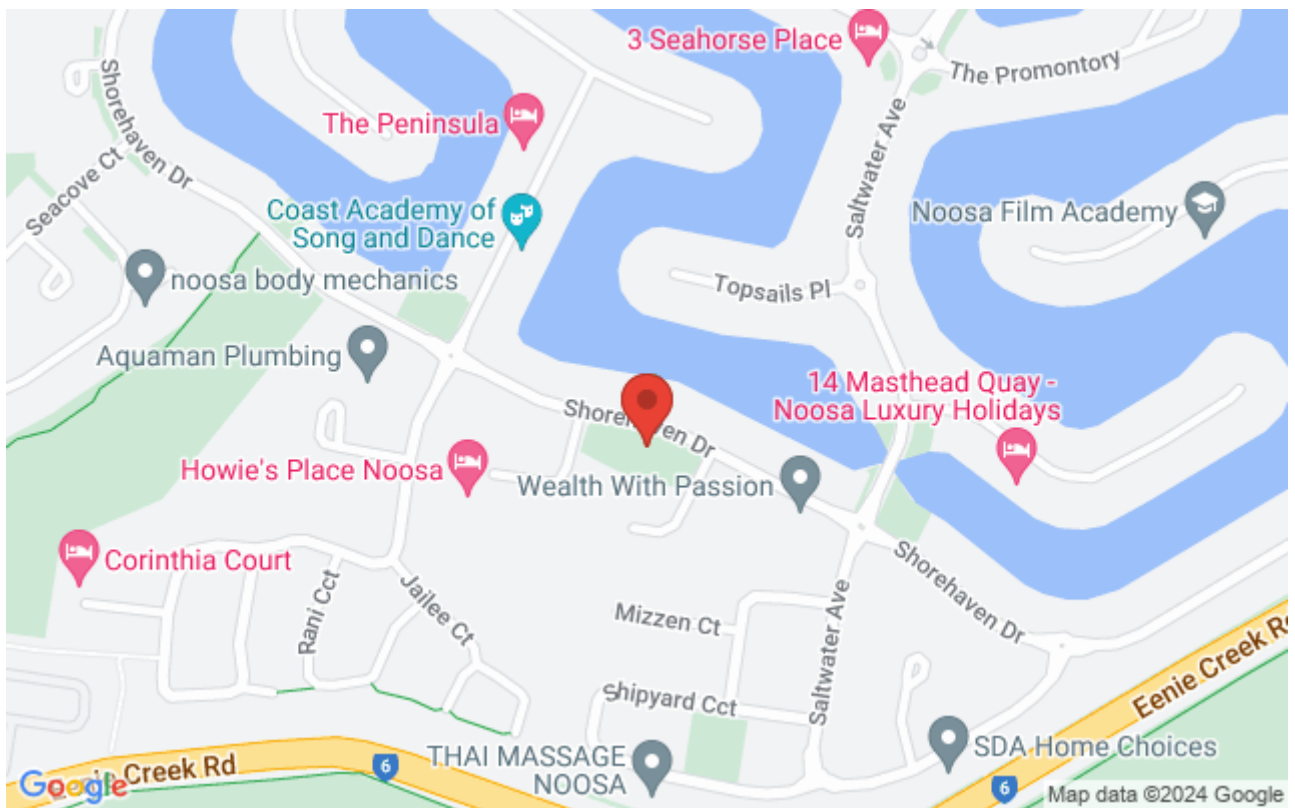 3 Seahorse Place
The Promontory
Shorehaven Dr
The Peninsula
Saltwater Ave
Seacove Ct
Coast Academy of
Song and Dance
Noosa Film Academy
noosa body mechanics
Topsails Pl
Aquaman Plumbing
14 Masthead Quay -
Noosa Luxury Holidays
Shorehaven Dr
Howie's Place Noosa
Wealth With Passion
Corinthia Court
Shorehaven Dr
Rani Cct
Jailee Ct
Mizzen Ct
Saltwater Ave
Shipyard Cct
Eenie Creek Rd
THAI MASSAGE
NOOSA
SDA Home Choices
Creek Rd
6
6
Google
Map data ©2024 Google